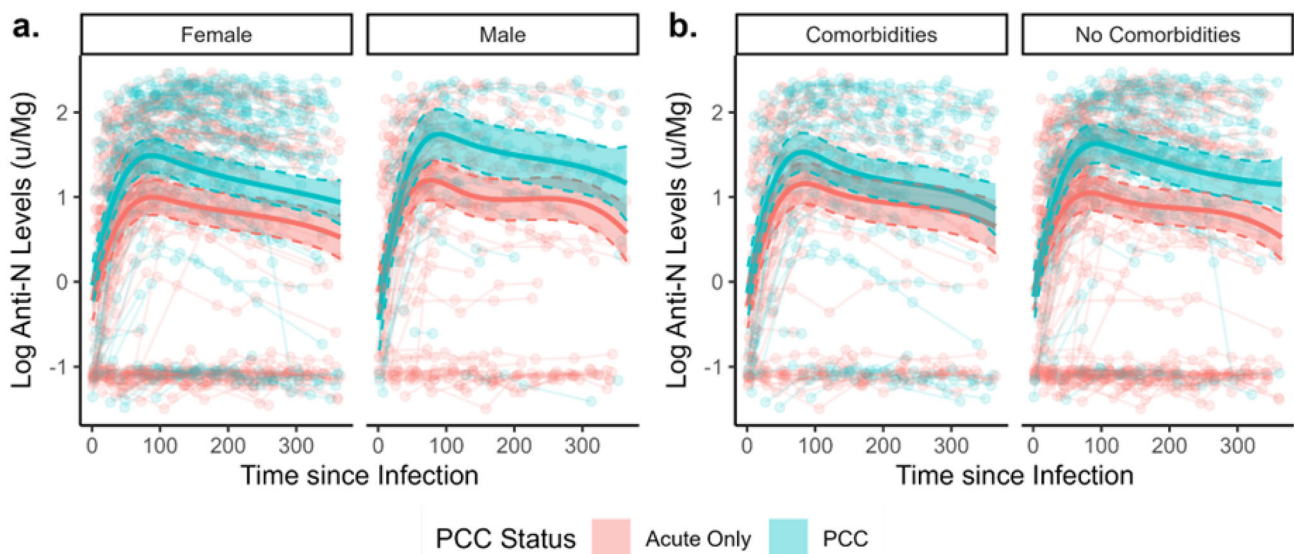 a.
Female
Male
b.
Comorbidities
No Comorbidities
Log Anti-N Levels (u/Mg)
2
1
0
-1
Log Anti-N Levels (u/Mg)
2
1
0
-1
0 100 200 300
0 100 200 300
0 100 200 300
0 100 200 300
Time since Infection
Time since Infection
PCC Status
Acute Only
PCC